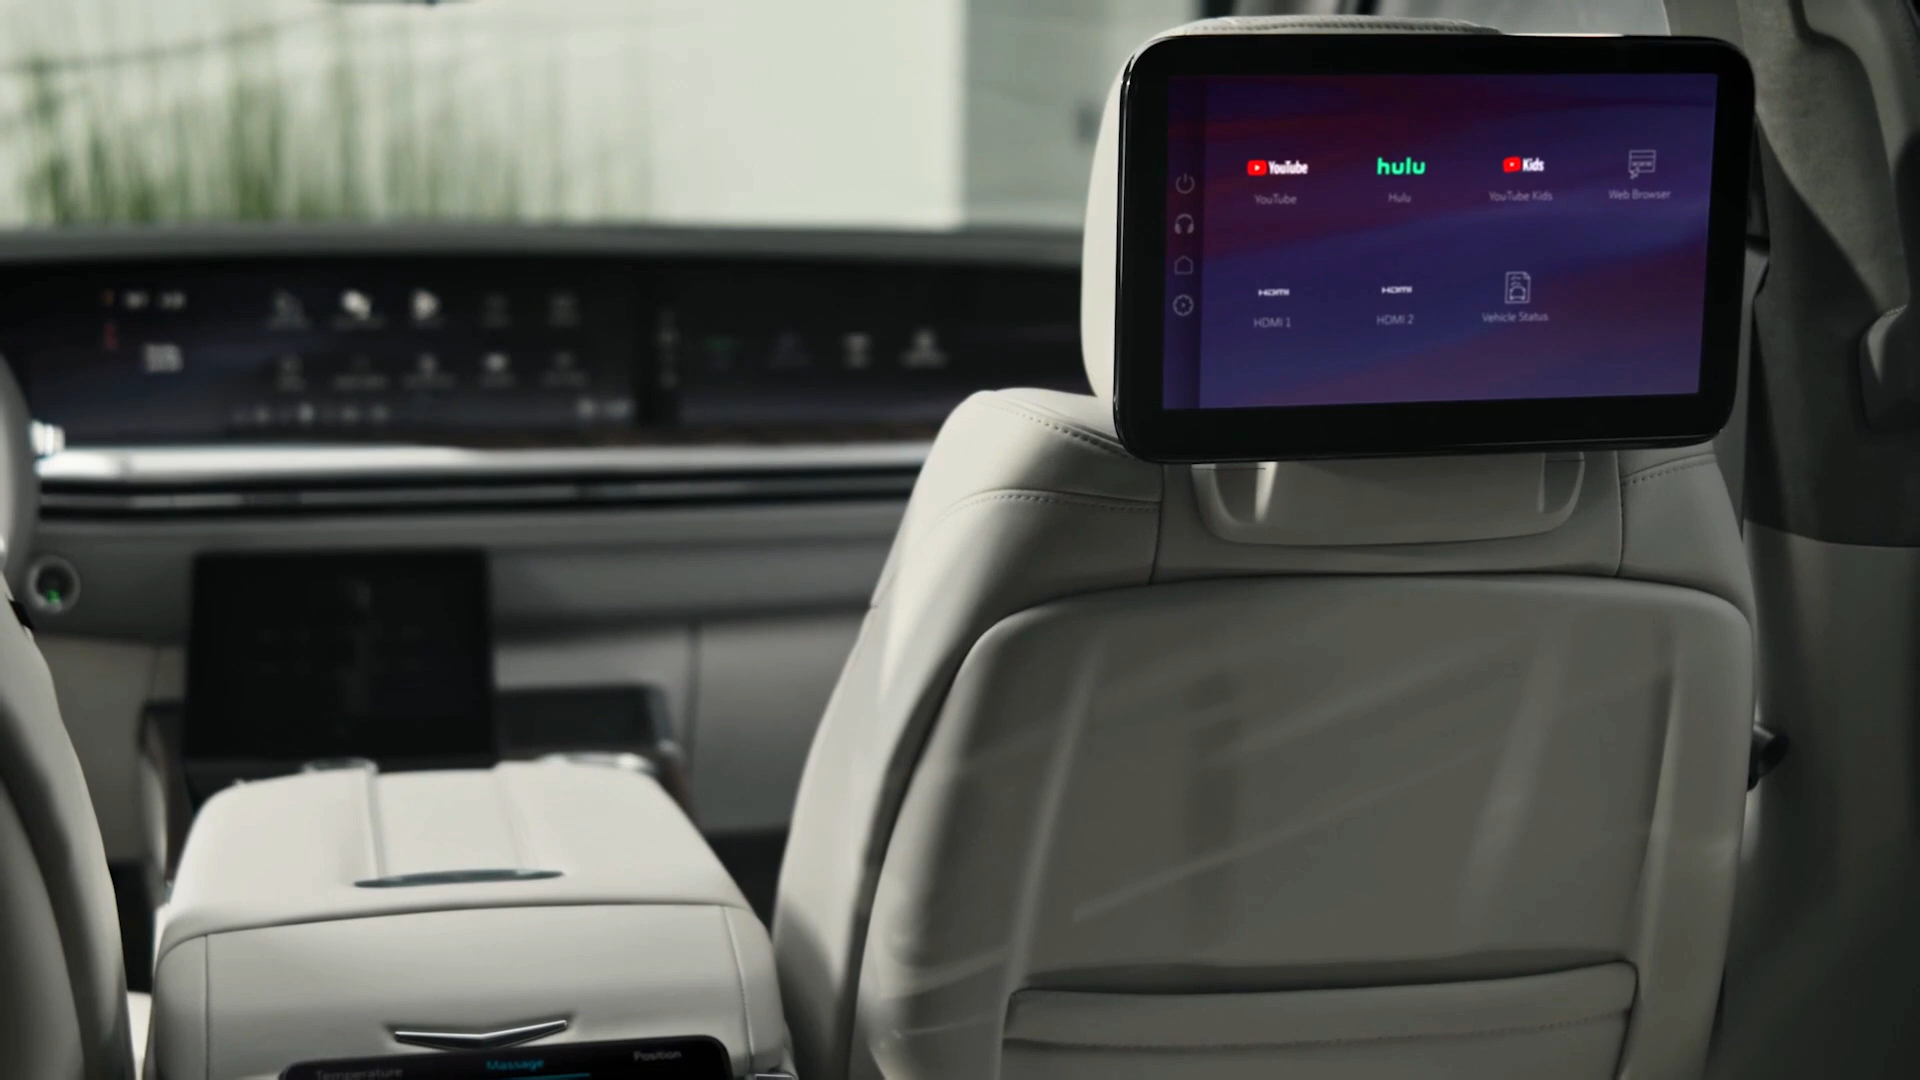 YouTube
hulu
Kids
YouTube
Hulu
YouTube Kids
Web Browser
HDMI
HDMI
HDMI 1
HDMI 2
Vehicle Status
Temperature
Massage
Position